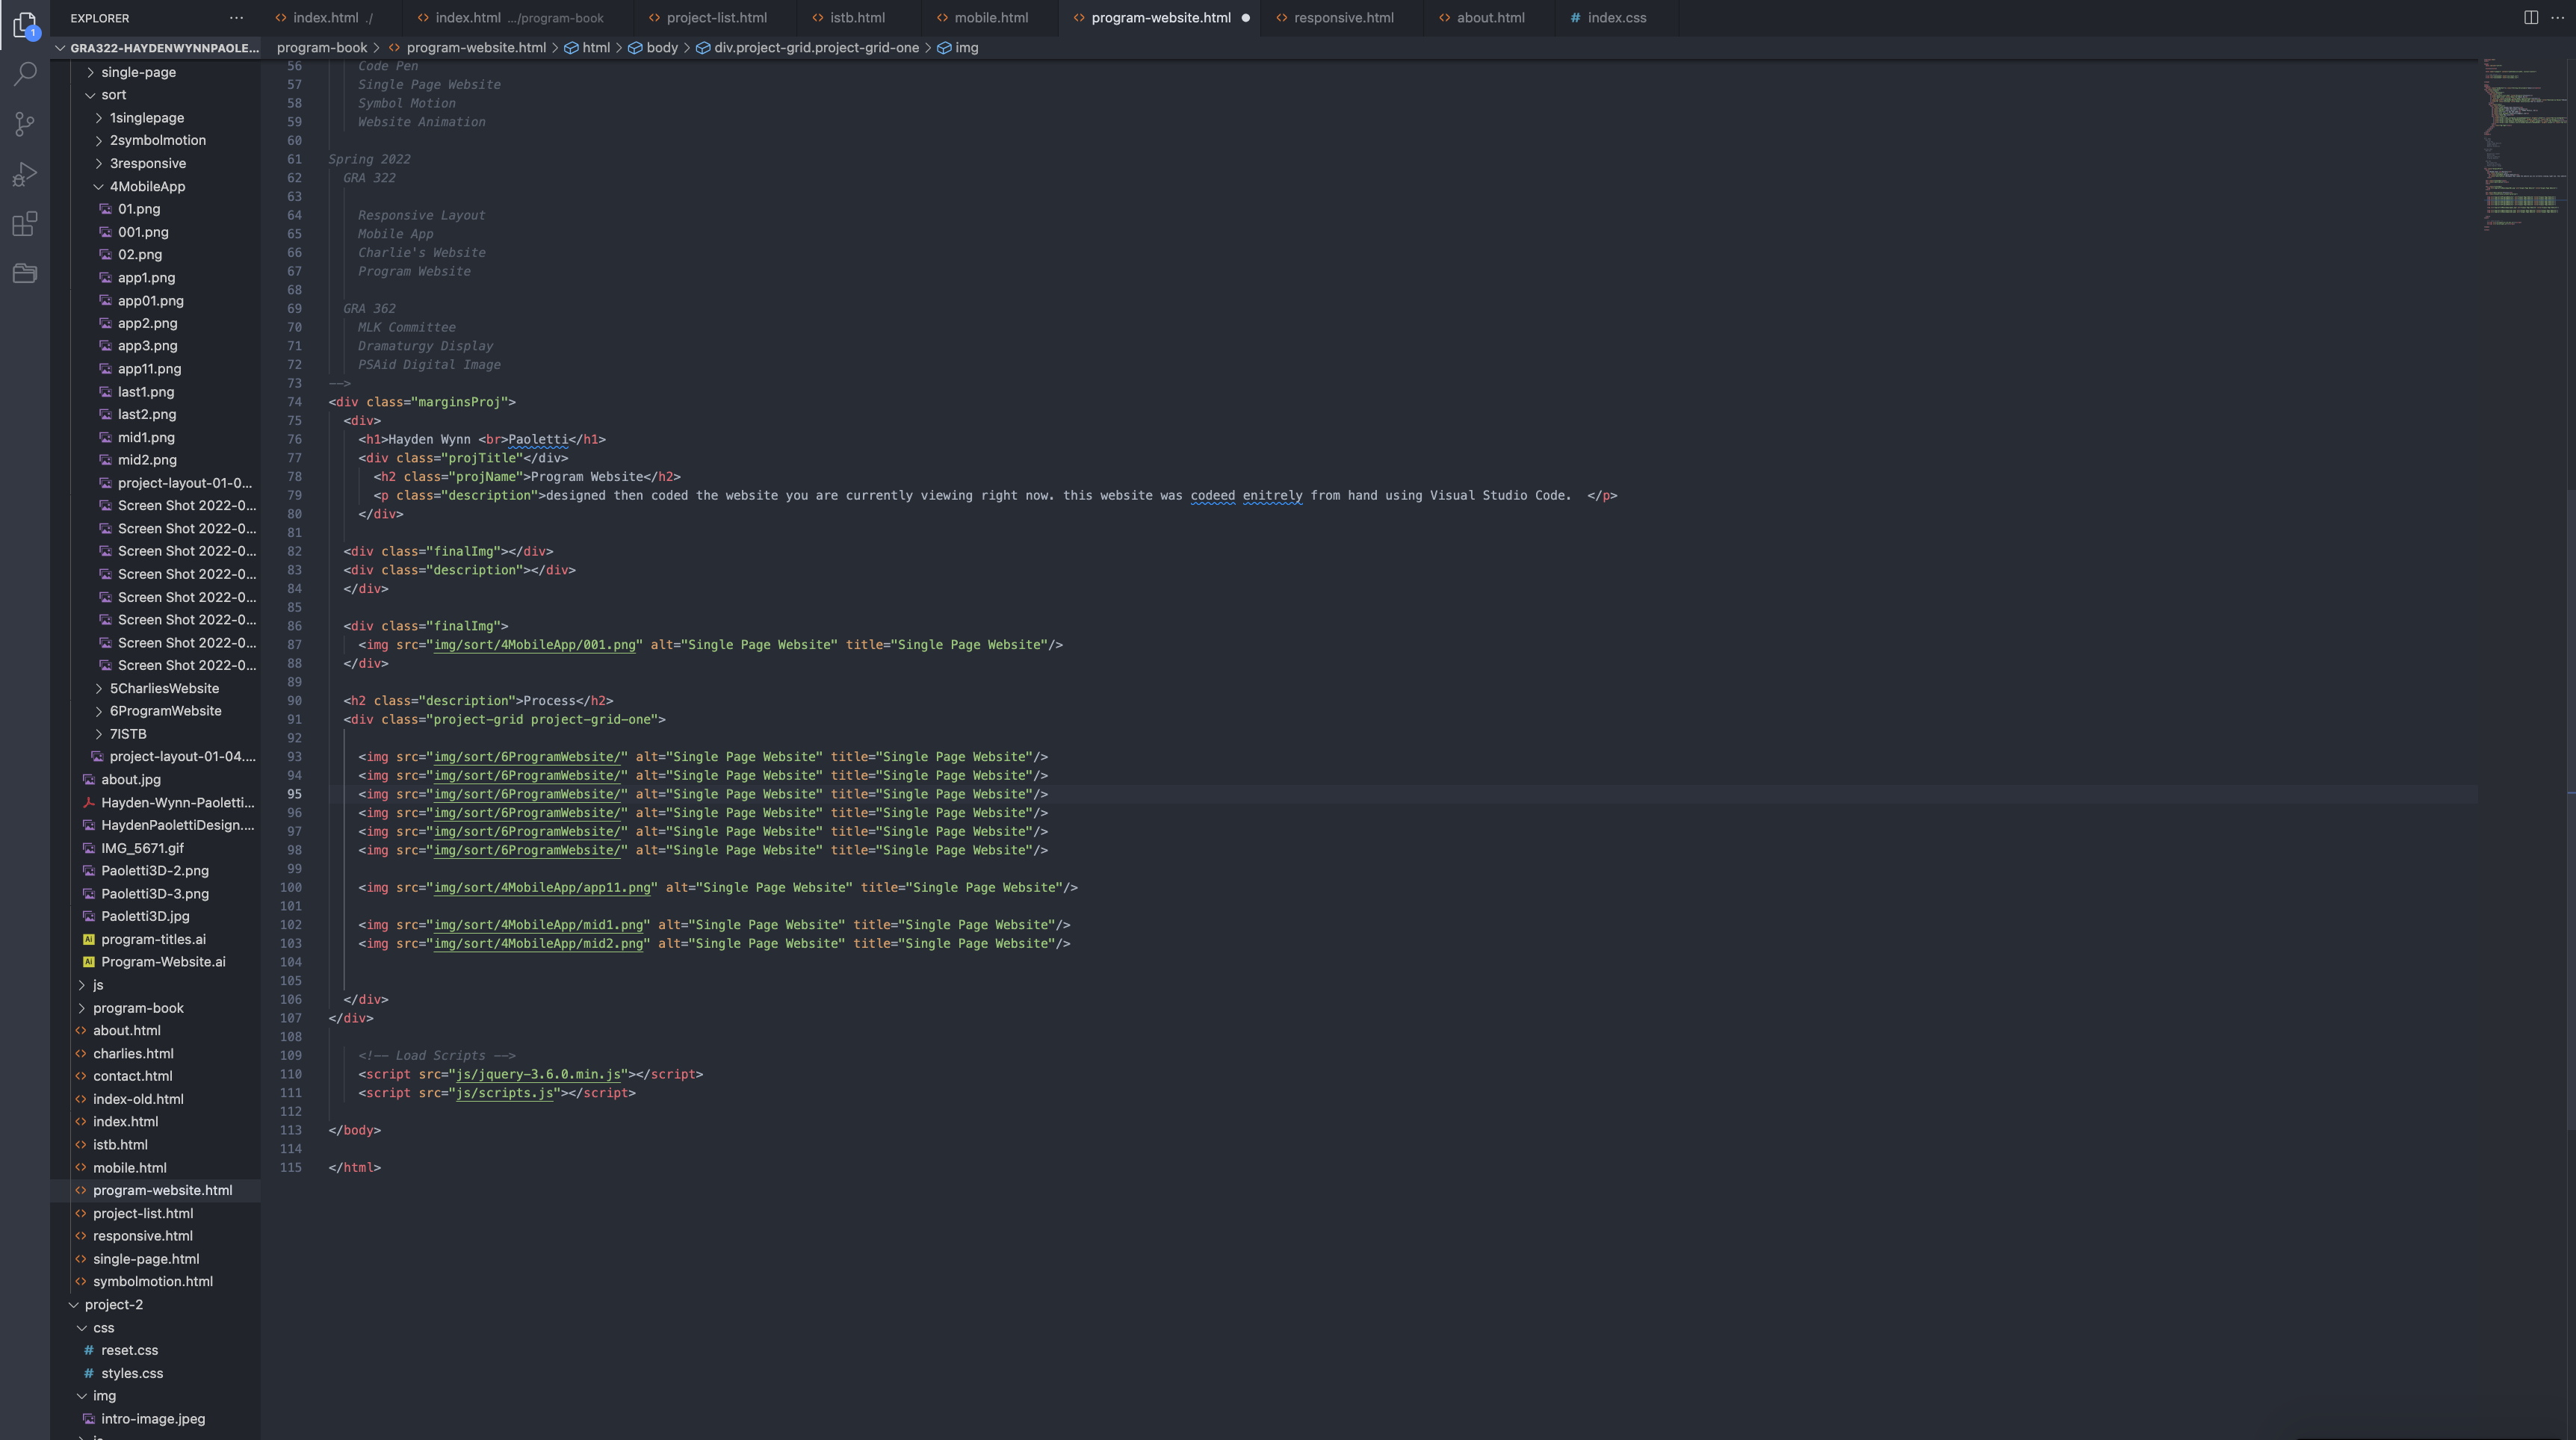 EXPLORER
index.html ./
index.html .../program-book
project-list.html
istb.html
mobile.html
program-website.html
responsive.html
about.html
# index.css
1
GRA322-HAYDENWYNNPAOLE...
program-book > program-website.html > html > body > div.project-grid.project-grid-one > img
single-page
sort
1singlepage
2symbolmotion
3responsive
4MobileApp
01.png
001.png
02.png
app1.png
app01.png
app2.png
app3.png
app11.png
last1.png
last2.png
mid1.png
mid2.png
project-layout-01-0...
Screen Shot 2022-0...
Screen Shot 2022-0...
Screen Shot 2022-0...
Screen Shot 2022-0...
Screen Shot 2022-0...
Screen Shot 2022-0...
Screen Shot 2022-0...
Screen Shot 2022-0...
5CharliesWebsite
6ProgramWebsite
7ISTB
project-layout-01-04....
about.jpg
Hayden-Wynn-Paoletti...
HaydenPaolettiDesign....
IMG_5671.gif
Paoletti3D-2.png
Paoletti3D-3.png
Paoletti3D.jpg
Ai program-titles.ai
Ai Program-Website.ai
js
program-book
about.html
charlies.html
contact.html
index-old.html
index.html
istb.html
mobile.html
program-website.html
project-list.html
responsive.html
single-page.html
symbolmotion.html
project-2
css
# reset.css
# styles.css
img
intro-image.jpeg
56 Code Pen
57 Single Page Website
58 Symbol Motion
59 Website Animation
60
61 Spring 2022
62 GRA 322
63
64 Responsive Layout
65 Mobile App
66 Charlie's Website
67 Program Website
68
69 GRA 362
70 MLK Committee
71 Dramaturgy Display
72 PSAid Digital Image
73 -->
74 <div class="marginsProj">
75 <div>
76 <h1>Hayden Wynn <br>Paoletti</h1>
77 <div class="projTitle"</div>
78 <h2 class="projName">Program Website</h2>
79 <p class="description">designed then coded the website you are currently viewing right now. this website was codeed enitrely from hand using Visual Studio Code.  </p>
80 </div>
81
82 <div class="finalImg"></div>
83 <div class="description"></div>
84 </div>
85
86 <div class="finalImg">
87 <img src="img/sort/4MobileApp/001.png" alt="Single Page Website" title="Single Page Website"/>
88 </div>
89
90 <h2 class="description">Process</h2>
91 <div class="project-grid project-grid-one">
92
93 <img src="img/sort/6ProgramWebsite/" alt="Single Page Website" title="Single Page Website"/>
94 <img src="img/sort/6ProgramWebsite/" alt="Single Page Website" title="Single Page Website"/>
95 <img src="img/sort/6ProgramWebsite/" alt="Single Page Website" title="Single Page Website"/>
96 <img src="img/sort/6ProgramWebsite/" alt="Single Page Website" title="Single Page Website"/>
97 <img src="img/sort/6ProgramWebsite/" alt="Single Page Website" title="Single Page Website"/>
98 <img src="img/sort/6ProgramWebsite/" alt="Single Page Website" title="Single Page Website"/>
99
100 <img src="img/sort/4MobileApp/app11.png" alt="Single Page Website" title="Single Page Website"/>
101
102 <img src="img/sort/4MobileApp/mid1.png" alt="Single Page Website" title="Single Page Website"/>
103 <img src="img/sort/4MobileApp/mid2.png" alt="Single Page Website" title="Single Page Website"/>
104
105
106 </div>
107 </div>
108
109 <!-- Load Scripts -->
110 <script src="js/jquery-3.6.0.min.js"></script>
111 <script src="js/scripts.js"></script>
112
113 </body>
114
115 </html>